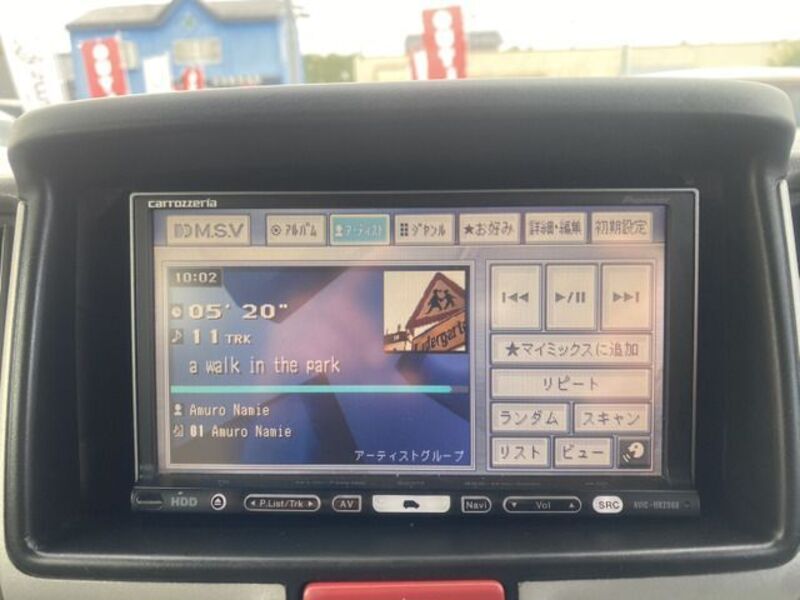 carrozzeria
M.S.V
アルバム
アーティスト
ジャンル
★お好み
詳細・編集
初期設定
10:02
05' 20"
11 TRK
a walk in the park
Amuro Namie
01 Amuro Namie
アーティストグループ
★マイミックスに追加
リピート
ランダム
スキャン
リスト
ビュー
HDD
P.List/Trk
AV
Navi
Vol
SRC